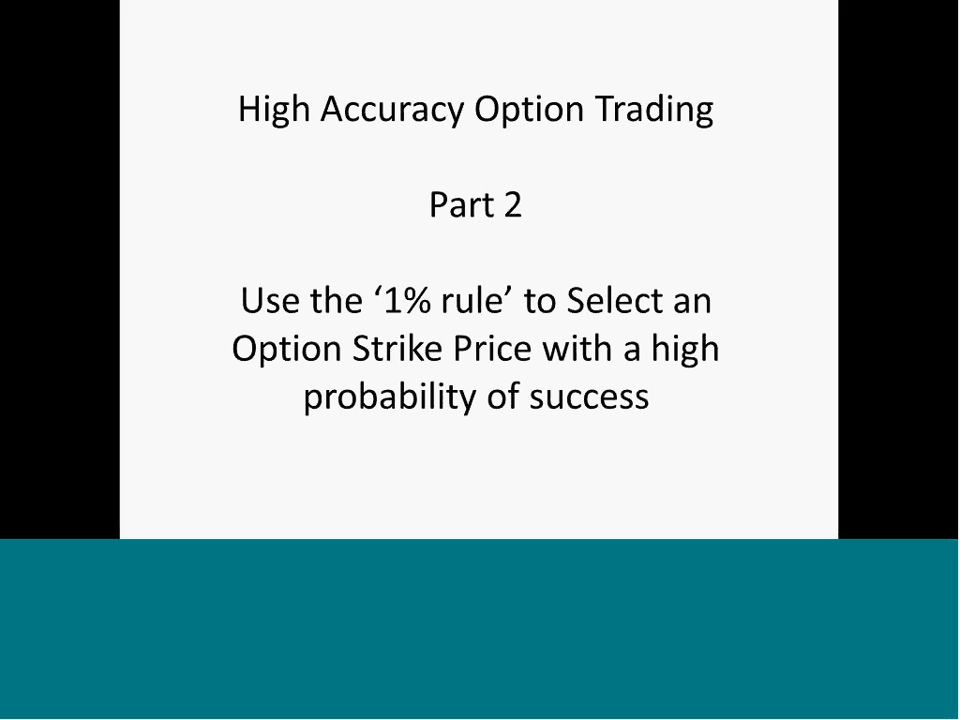 High Accuracy Option Trading
Part 2
Use the ‘1% rule’ to Select an
Option Strike Price with a high
probability of success